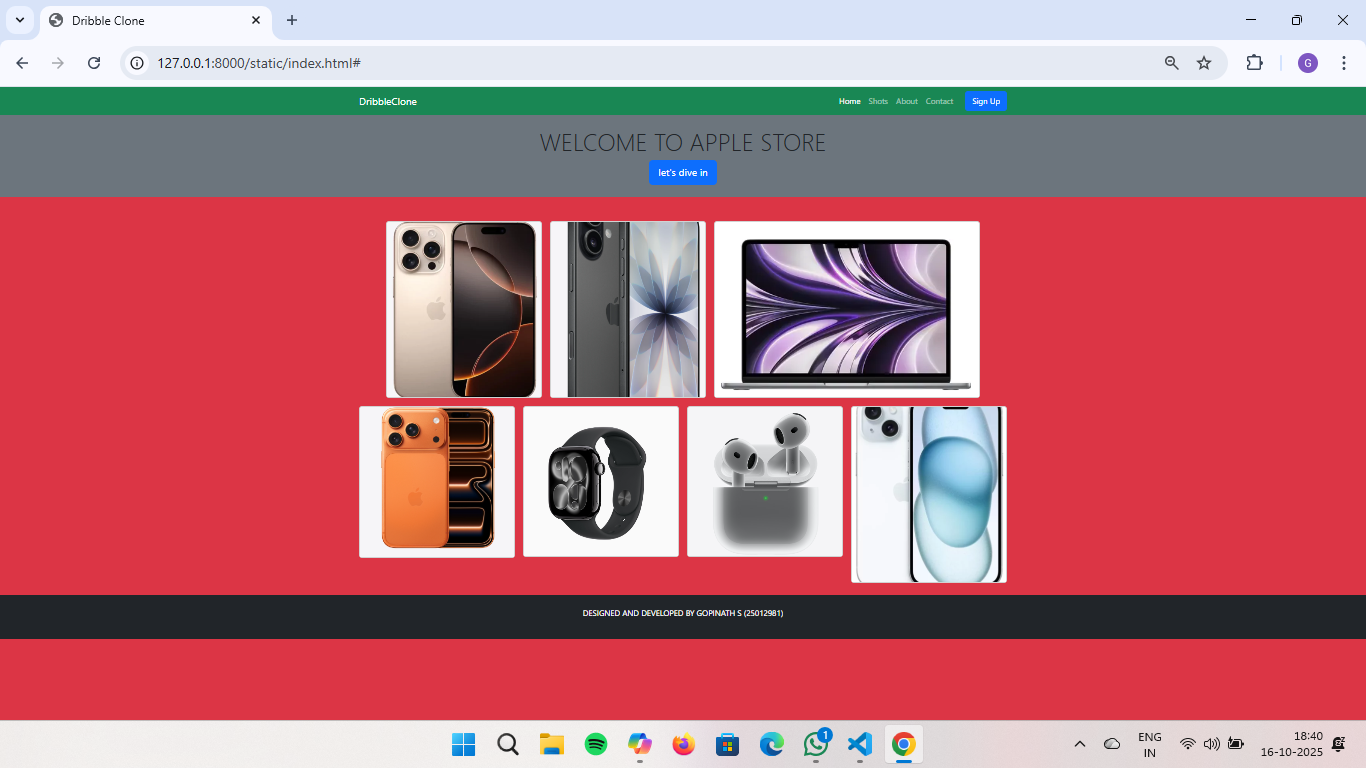 Dribble Clone
127.0.0.1:8000/static/index.html#
G
DribbleClone
Home Shots About Contact Sign Up
WELCOME TO APPLE STORE
let's dive in
DESIGNED AND DEVELOPED BY GOPINATH S (25012981)
1
ENG
IN
18:40
16-10-2025